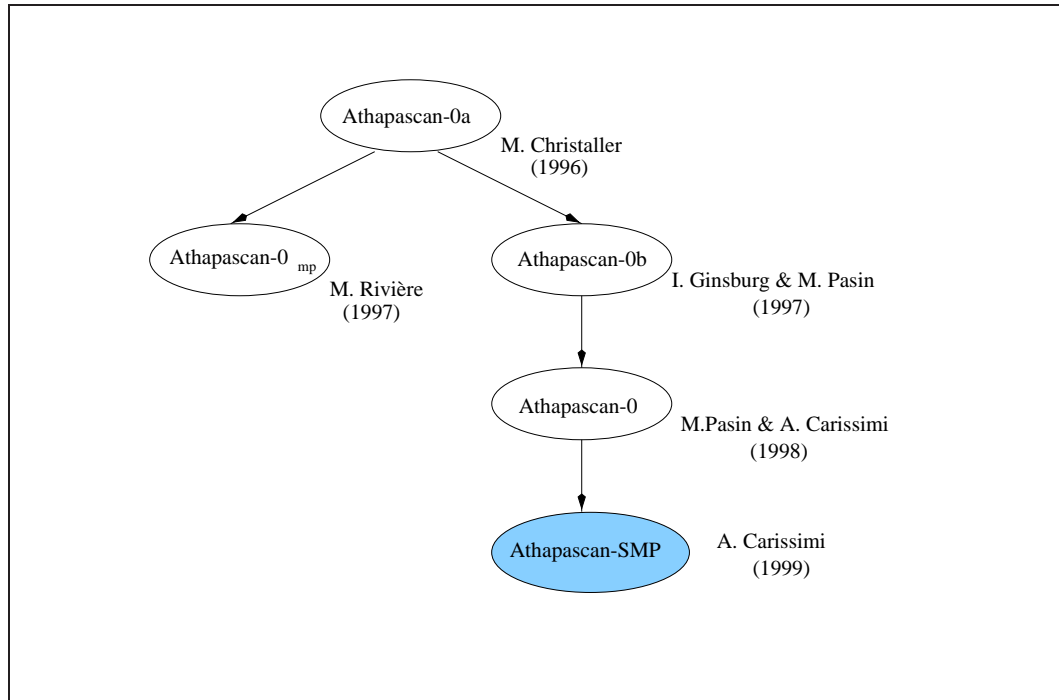 Athapascan-0a
M. Christaller
(1996)
Athapascan-0 mp
M. Rivière
(1997)
Athapascan-0b
I. Ginsburg & M. Pasin
(1997)
Athapascan-0
M.Pasin & A. Carissimi
(1998)
Athapascan-SMP
A. Carissimi
(1999)